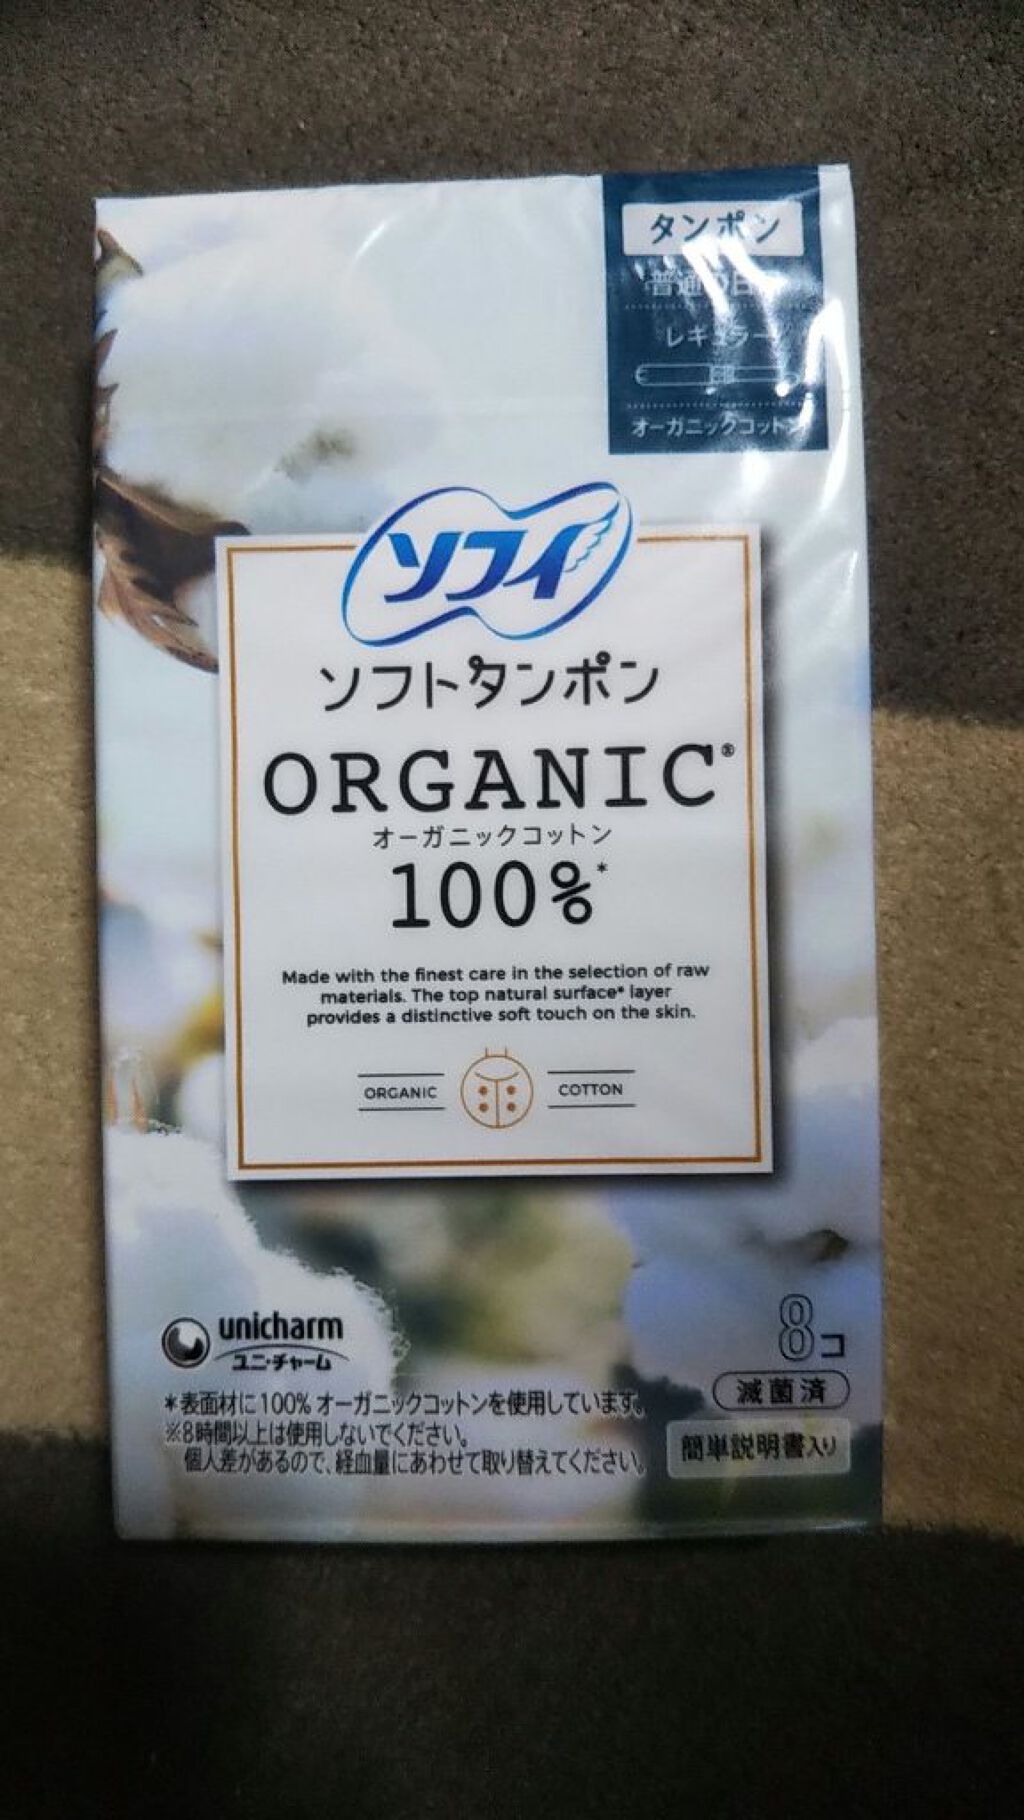 タンポン
普通の日用
レギュラー
オーガニックコットン
ソフィ
ソフトタンポン
ORGANIC®
オーガニックコットン
100%*
Made with the finest care in the selection of raw
materials. The top natural surface* layer
provides a distinctive soft touch on the skin.
ORGANIC COTTON
unicharm
ユニ・チャーム
8コ
滅菌済
*表面材に100% オーガニックコットンを使用しています。
※8時間以上は使用しないでください。
個人差があるので、経血量にあわせて取り替えてください。
簡単説明書入り